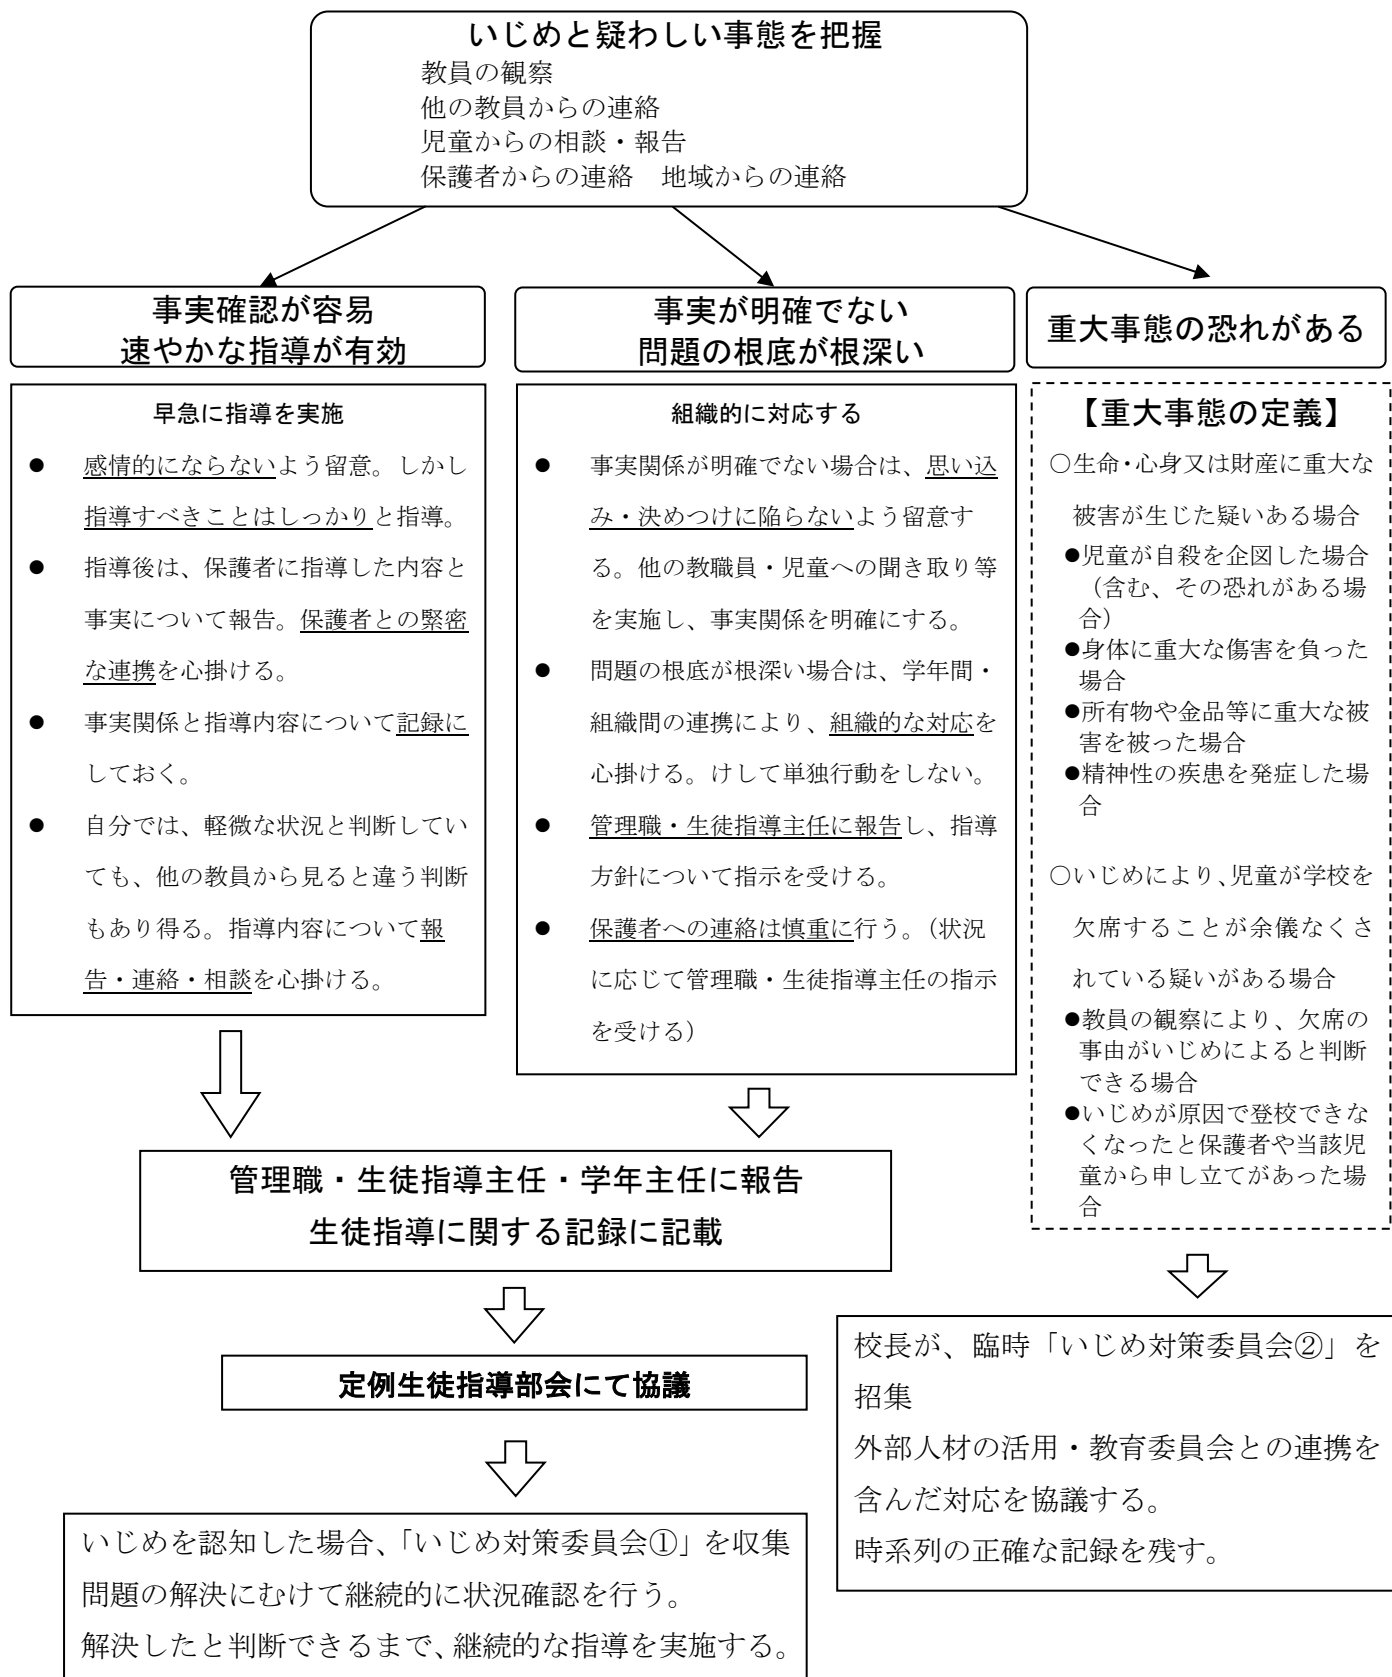 いじめと疑わしい事態を把握
教員の観察
他の教員からの連絡
児童からの相談・報告
保護者からの連絡　地域からの連絡
事実確認が容易
速やかな指導が有効
早急に指導を実施
● 感情的にならないよう留意。しかし
指導すべきことはしっかりと指導。
● 指導後は、保護者に指導した内容と
事実について報告。保護者との緊密
な連携を心掛ける。
● 事実関係と指導内容について記録に
しておく。
● 自分では、軽微な状況と判断してい
ても、他の教員から見ると違う判断
もあり得る。指導内容について報
告・連絡・相談を心掛ける。
事実が明確でない
問題の根底が根深い
組織的に対応する
● 事実関係が明確でない場合は、思い込
み・決めつけに陥らないよう留意す
る。他の教職員・児童への聞き取り等
を実施し、事実関係を明確にする。
● 問題の根底が根深い場合は、学年間・
組織間の連携により、組織的な対応を
心掛ける。けして単独行動をしない。
● 管理職・生徒指導主任に報告し、指導
方針について指示を受ける。
● 保護者への連絡は慎重に行う。（状況
に応じて管理職・生徒指導主任の指示
を受ける）
重大事態の恐れがある
【重大事態の定義】
○生命・心身又は財産に重大な
被害が生じた疑いある場合
●児童が自殺を企図した場合
（含む、その恐れがある場
合）
●身体に重大な傷害を負った
場合
●所有物や金品等に重大な被
害を被った場合
●精神性の疾患を発症した場
合
○いじめにより、児童が学校を
欠席することが余儀なくさ
れている疑いがある場合
●教員の観察により、欠席の
事由がいじめによると判断
できる場合
●いじめが原因で登校できな
くなったと保護者や当該児
童から申し立てがあった場
合
管理職・生徒指導主任・学年主任に報告
生徒指導に関する記録に記載
定例生徒指導部会にて協議
いじめを認知した場合、「いじめ対策委員会①」を収集
問題の解決にむけて継続的に状況確認を行う。
解決したと判断できるまで、継続的な指導を実施する。
校長が、臨時「いじめ対策委員会②」を
招集
外部人材の活用・教育委員会との連携を
含んだ対応を協議する。
時系列の正確な記録を残す。